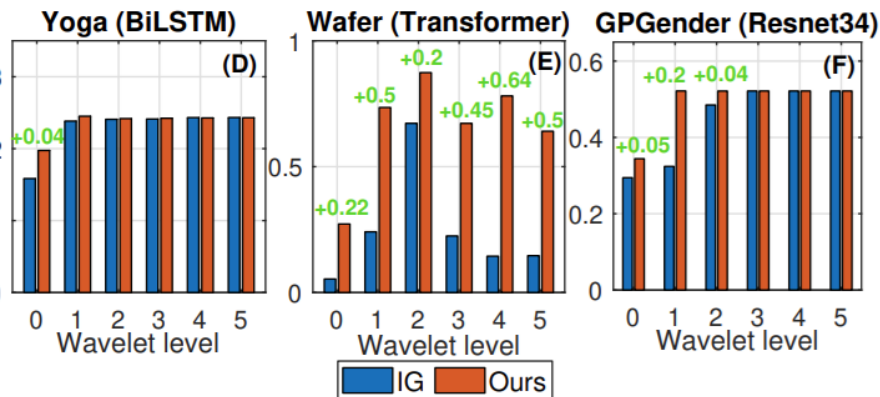 Yoga (BiLSTM)
(D)
+0.04
0 1 2 3 4 5
Wavelet level
Wafer (Transformer)
1
0.5
0
(E)
+0.22
+0.5
+0.2
+0.45
+0.64
+0.5
0 1 2 3 4 5
Wavelet level
GPGender (Resnet34)
0.6
0.4
0.2
0
(F)
+0.05
+0.2
+0.04
0 1 2 3 4 5
Wavelet level
IG Ours